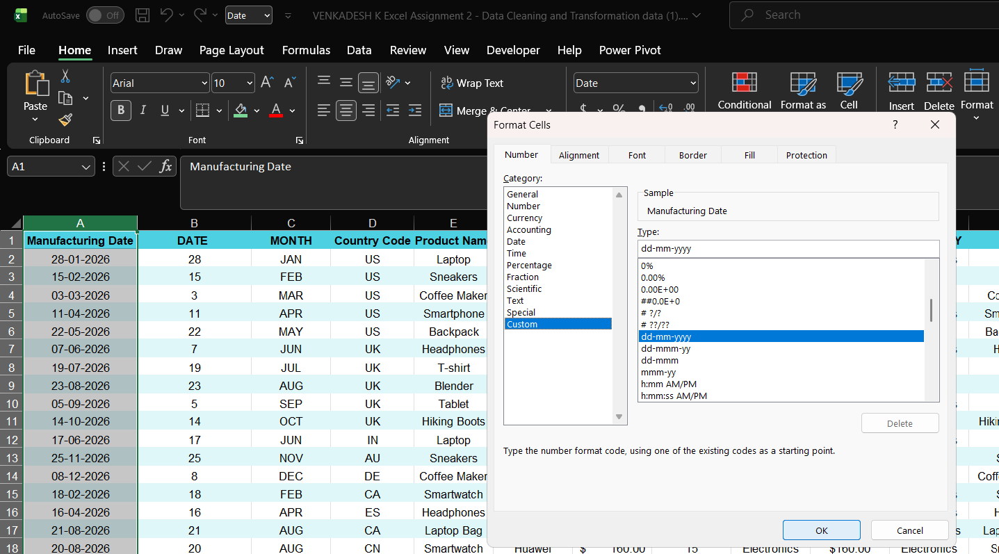 AutoSave Off Date VENKADESH K Excel Assignment 2 - Data Cleaning and Transformation data (1).... Search
File Home Insert Draw Page Layout Formulas Data Review View Developer Help Power Pivot
Paste Arial 10 B I U A Wrap Text Merge & Center Date $ % Conditional Format as Cell Insert Delete Format
Clipboard Font Alignment
A1 fx Manufacturing Date
Format Cells ?
Number Alignment Font Border Fill Protection
Category:
General
Number
Currency
Accounting
Date
Time
Percentage
Fraction
Scientific
Text
Special
Custom
Sample
Manufacturing Date
Type:
dd-mm-yyyy
0%
0.00%
0.00E+00
##0.0E+0
# ?/?
# ??/??
dd-mm-yyyy
dd-mmm-yy
dd-mmm
mmm-yy
h:mm AM/PM
h:mm:ss AM/PM
Delete
Type the number format code, using one of the existing codes as a starting point.
OK Cancel
A B C D E
1 Manufacturing Date DATE MONTH Country Code Product Nam
2 28-01-2026 28 JAN US Laptop
3 15-02-2026 15 FEB US Sneakers
4 03-03-2026 3 MAR US Coffee Maker
5 11-04-2026 11 APR US Smartphone
6 22-05-2026 22 MAY US Backpack
7 07-06-2026 7 JUN UK Headphones
8 19-07-2026 19 JUL UK T-shirt
9 23-08-2026 23 AUG UK Blender
10 05-09-2026 5 SEP UK Tablet
11 14-10-2026 14 OCT UK Hiking Boots
12 17-06-2026 17 JUN IN Laptop
13 25-11-2026 25 NOV AU Sneakers
14 08-12-2026 8 DEC DE Coffee Maker
15 18-02-2026 18 FEB CA Smartwatch
16 16-04-2026 16 APR ES Headphones
17 21-08-2026 21 AUG CA Laptop Bag
18 20-08-2026 20 AUG CN Smartwatch Huawei $ 160.00 15 Electronics $160.00 Electronics